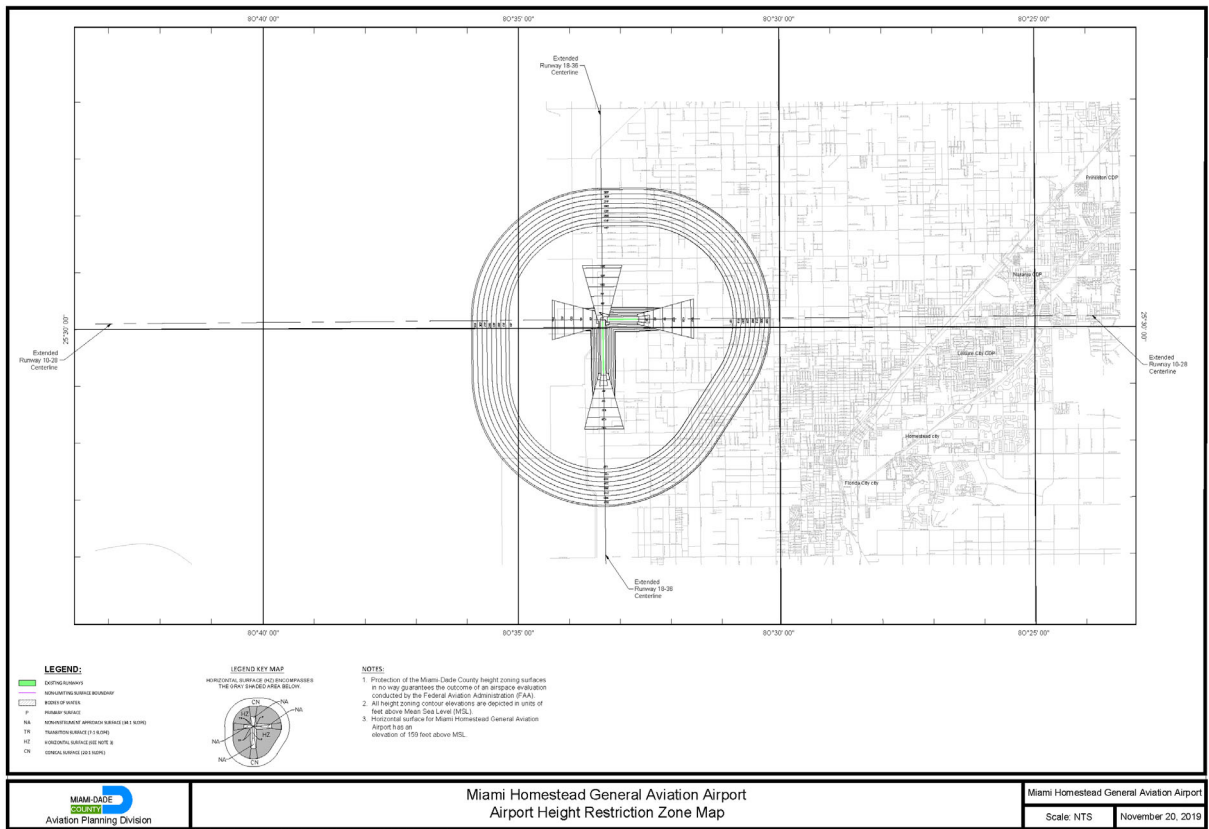 80°40' 00"
80°35' 00"
80°30' 00"
80°25' 00"
Extended
Runway 18-36
Centerline
Princeton CDP
Naranja CDP
25°30' 00"
25°30' 00"
Extended
Runway 10-28
Centerline
Leisure City CDP
Extended
Runway 10-28
Centerline
Homestead city
Florida City city
Extended
Runway 18-36
Centerline
80°40' 00"
80°35' 00"
80°30' 00"
80°25' 00"
LEGEND:
EXISTING RUNWAYS
NON-LIMITING SURFACE BOUNDARY
BODIES OF WATER
P PRIMARY SURFACE
NA NON-INSTRUMENT APPROACH SURFACE (34:1 SLOPE)
TR TRANSITION SURFACE (7:1 SLOPE)
HZ HORIZONTAL SURFACE (SEE NOTE 3)
CN CONICAL SURFACE (20:1 SLOPE)
LEGEND KEY MAP
HORIZONTAL SURFACE (HZ) ENCOMPASSES
THE GRAY SHADED AREA BELOW.
CN
NA
HZ
NA
HZ
NA
NA
CN
NOTES:
1. Protection of the Miami-Dade County height zoning surfaces
in no way guarantees the outcome of an airspace evaluation
conducted by the Federal Aviation Administration (FAA).
2. All height zoning contour elevations are depicted in units of
feet above Mean Sea Level (MSL).
3. Horizontal surface for Miami Homestead General Aviation
Airport has an
elevation of 159 feet above MSL.
MIAMI-DADE
COUNTY
Aviation Planning Division
Miami Homestead General Aviation Airport
Airport Height Restriction Zone Map
Miami Homestead General Aviation Airport
Scale: NTS
November 20, 2019